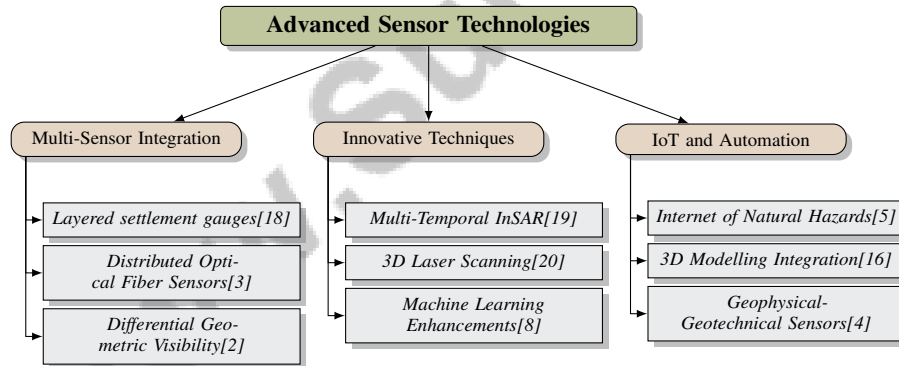 Advanced Sensor Technologies
Multi-Sensor Integration
Innovative Techniques
IoT and Automation
Layered settlement gauges[18]
Distributed Opti-
cal Fiber Sensors[3]
Differential Geo-
metric Visibility[2]
Multi-Temporal InSAR[19]
3D Laser Scanning[20]
Machine Learning
Enhancements[8]
Internet of Natural Hazards[5]
3D Modelling Integration[16]
Geophysical-
Geotechnical Sensors[4]